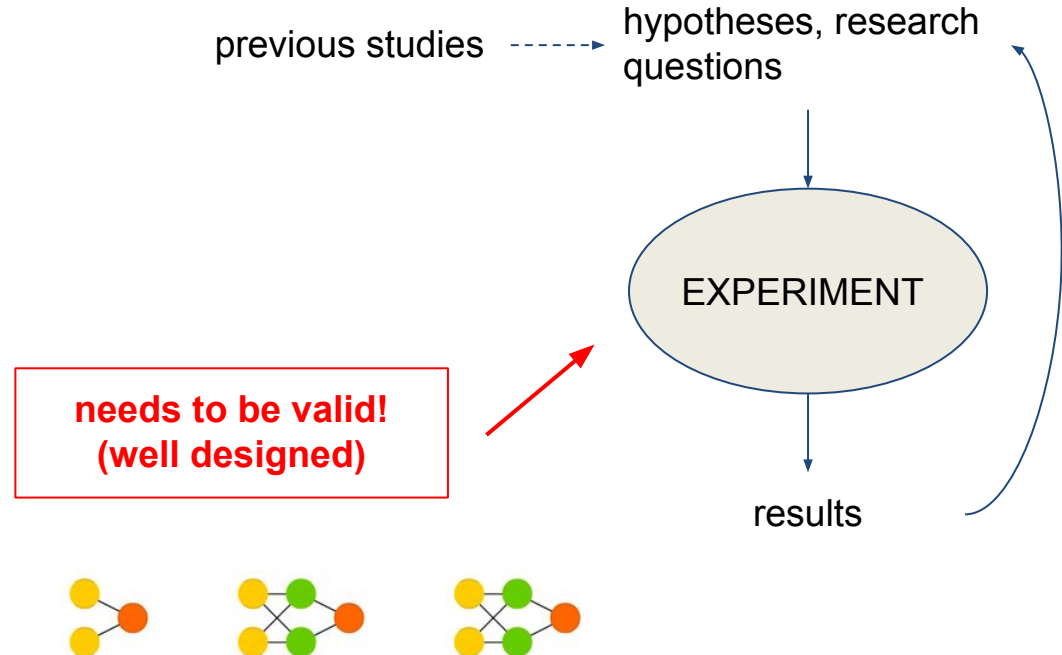 previous studies
hypotheses, research
questions
EXPERIMENT
needs to be valid!
(well designed)
results